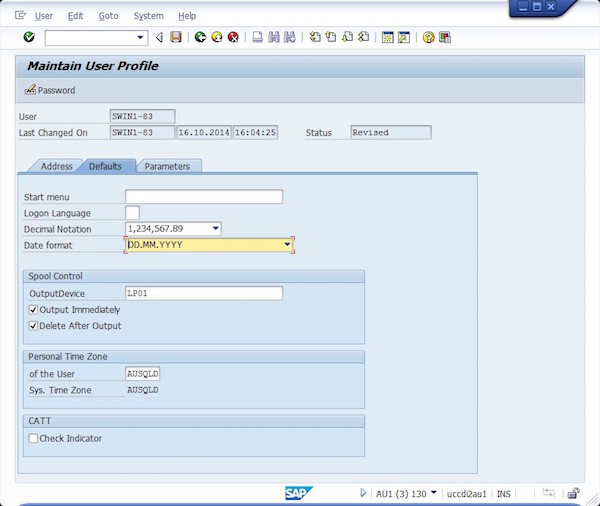 User Edit Goto System Help
Maintain User Profile
Password
User SWIN1-83
Last Changed On SWIN1-83 16.10.2014 16:04:25 Status Revised
Address Defaults Parameters
Start menu
Logon Language
Decimal Notation 1,234,567.89
Date format DD.MM.YYYY
Spool Control
OutputDevice LP01
Output Immediately
Delete After Output
Personal Time Zone
of the User AUSQLD
Sys. Time Zone AUSQLD
CATT
Check Indicator
SAP AU1 (3) 130 uccdi2au1 INS